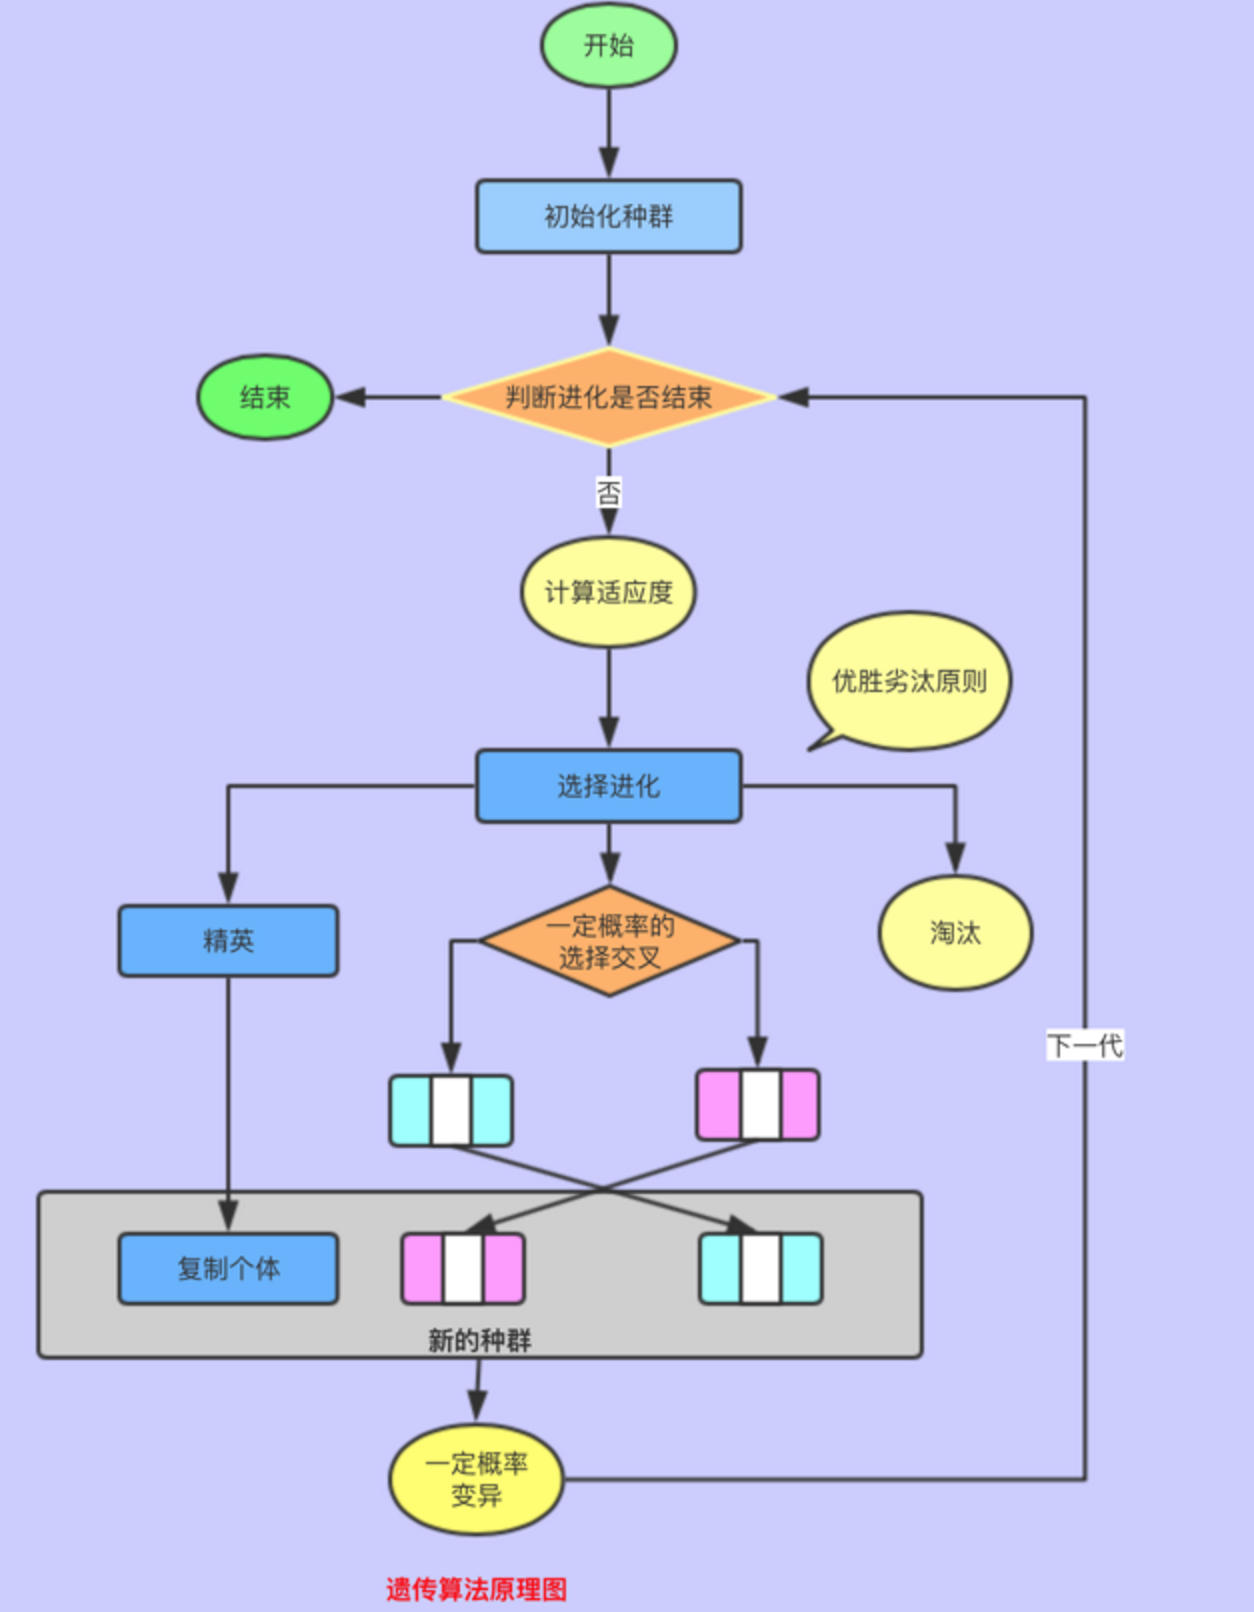 开始
初始化种群
判断进化是否结束
结束
否
计算适应度
优胜劣汰原则
选择进化
精英
一定概率的
选择交叉
淘汰
下一代
复制个体
新的种群
一定概率
变异
遗传算法原理图